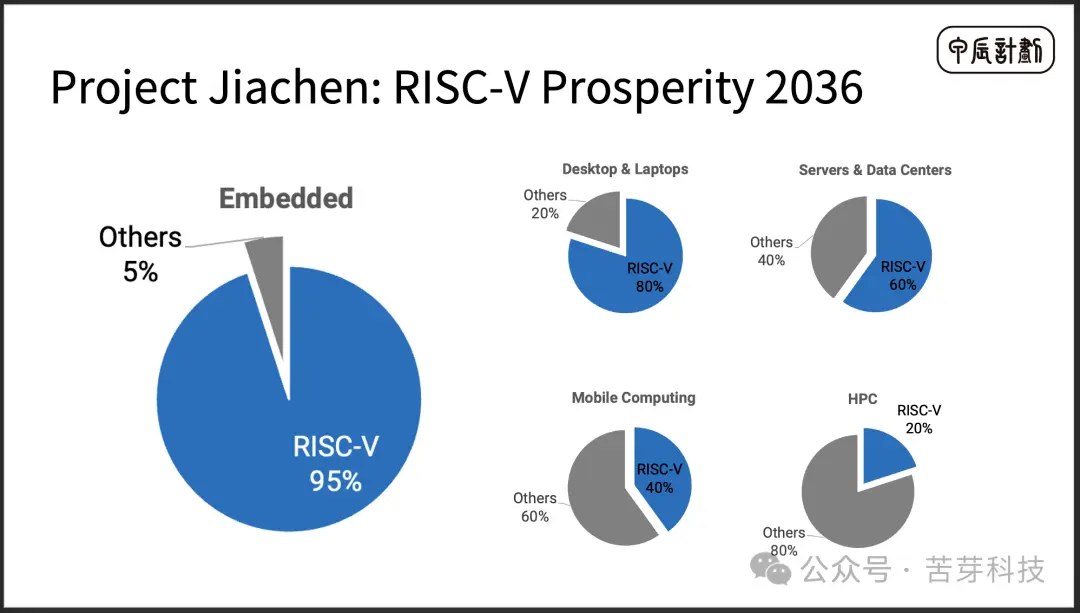 甲辰計劃
Project Jiachen: RISC-V Prosperity 2036
Embedded
Others
5%
RISC-V
95%
Desktop & Laptops
Others
20%
RISC-V
80%
Servers & Data Centers
Others
40%
RISC-V
60%
Mobile Computing
RISC-V
40%
Others
60%
HPC
RISC-V
20%
Others
80%
公众号 · 苦芽科技